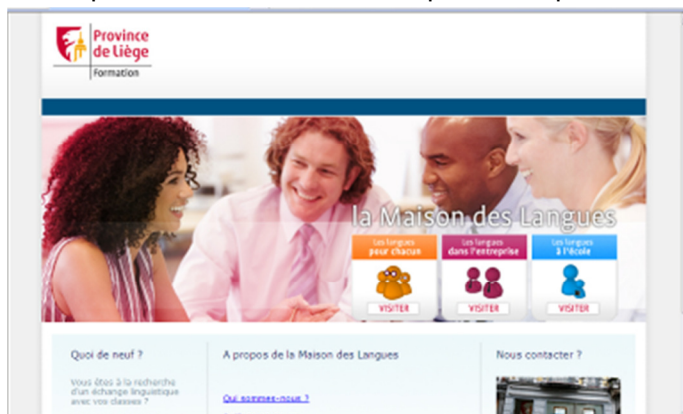 Province
de Liège
Formation
la Maison des Langues
Les langues
pour chacun
Les langues
dans l'entreprise
Les langues
à l'école
VISITER
VISITER
VISITER
Quoi de neuf ?
A propos de la Maison des Langues
Nous contacter ?
Vous êtes à la recherche
d'un échange linguistique
avec vos classes ?
Qui sommes-nous ?